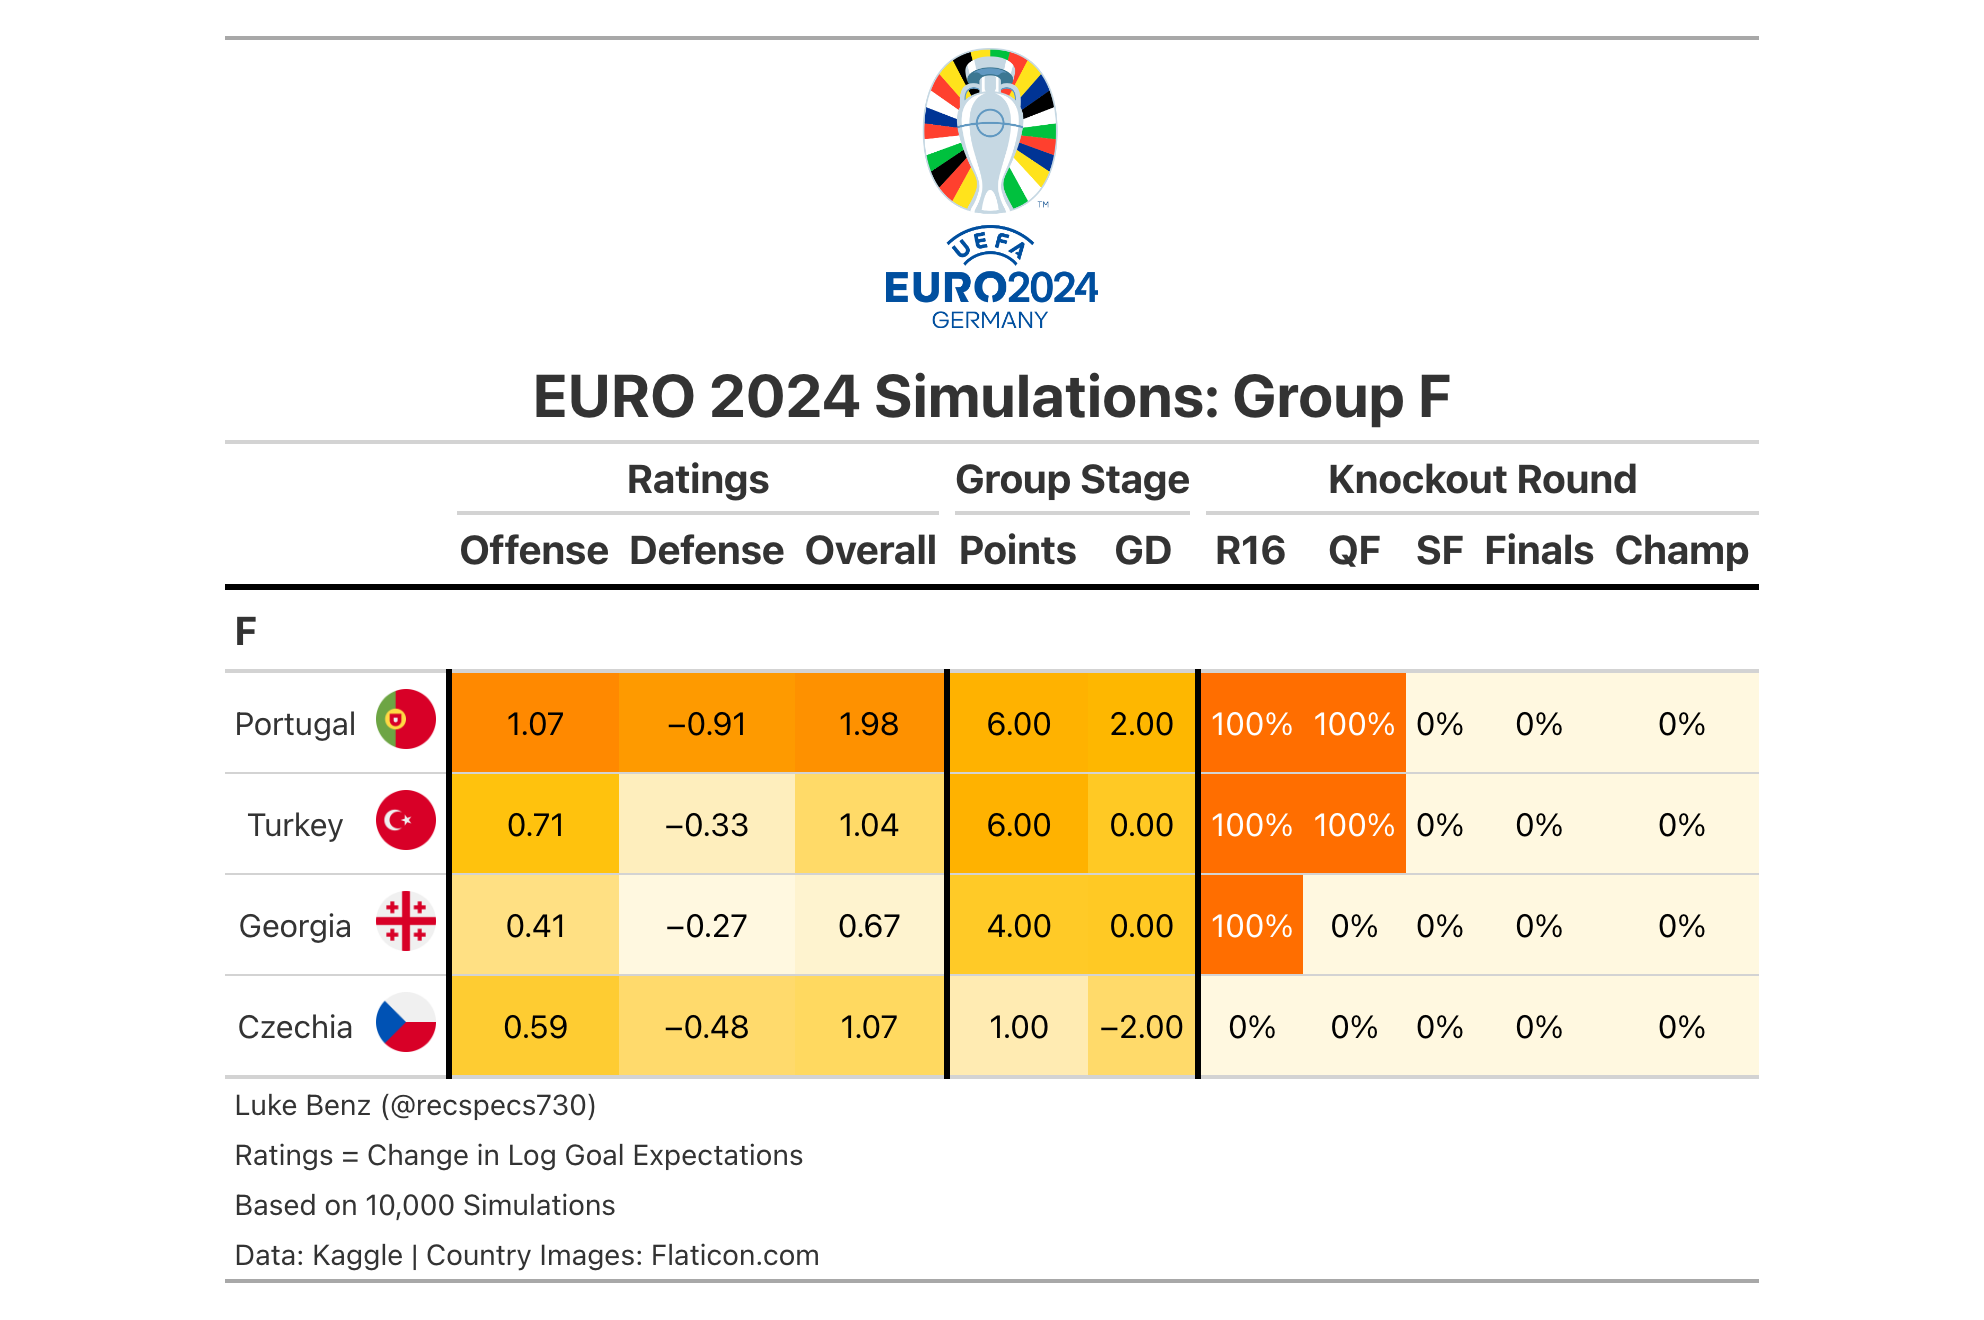 TM
UEFA
EURO2024
GERMANY
EURO 2024 Simulations: Group F
Ratings Group Stage Knockout Round
Offense Defense Overall Points GD R16 QF SF Finals Champ
F
Portugal 1.07 −0.91 1.98 6.00 2.00 100% 100% 0% 0% 0%
Turkey 0.71 −0.33 1.04 6.00 0.00 100% 100% 0% 0% 0%
Georgia 0.41 −0.27 0.67 4.00 0.00 100% 0% 0% 0% 0%
Czechia 0.59 −0.48 1.07 1.00 −2.00 0% 0% 0% 0% 0%
Luke Benz (@recspecs730)
Ratings = Change in Log Goal Expectations
Based on 10,000 Simulations
Data: Kaggle | Country Images: Flaticon.com